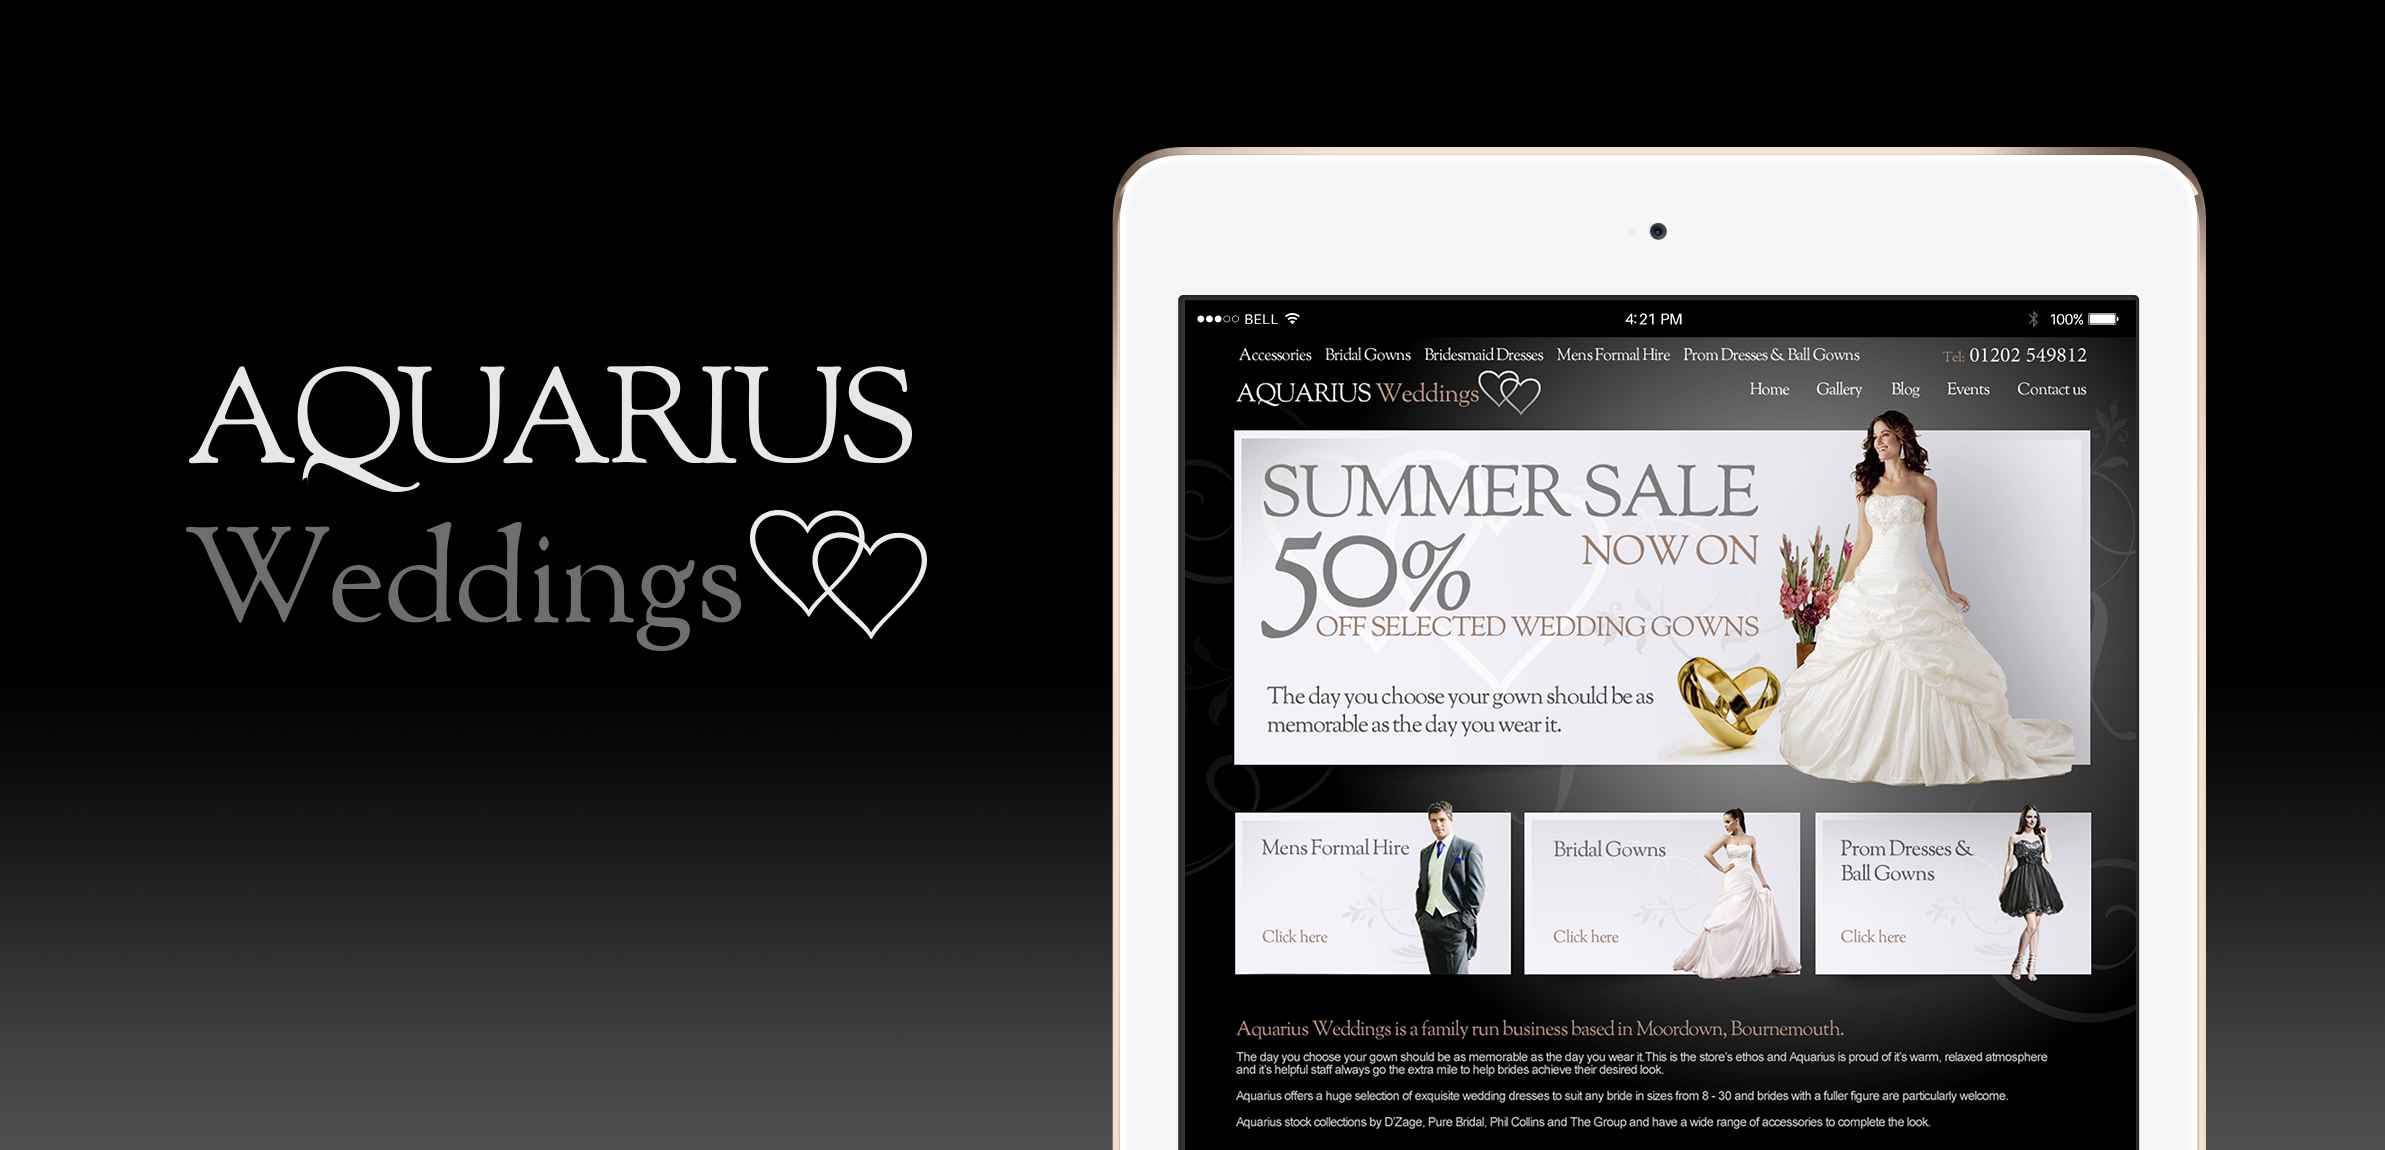 AQUARIUS
Weddings
BELL
4:21 PM
100%
Accessories Bridal Gowns Bridesmaid Dresses Mens Formal Hire Prom Dresses & Ball Gowns
Tel: 01202 549812
AQUARIUS Weddings
Home Gallery Blog Events Contact us
SUMMER SALE
NOW ON
50%
OFF SELECTED WEDDING GOWNS
The day you choose your gown should be as
memorable as the day you wear it.
Mens Formal Hire
Click here
Bridal Gowns
Click here
Prom Dresses &
Ball Gowns
Click here
Aquarius Weddings is a family run business based in Moordown, Bournemouth.
The day you choose your gown should be as memorable as the day you wear it.This is the store's ethos and Aquarius is proud of it's warm, relaxed atmosphere
and it's helpful staff always go the extra mile to help brides achieve their desired look.
Aquarius offers a huge selection of exquisite wedding dresses to suit any bride in sizes from 8 - 30 and brides with a fuller figure are particularly welcome.
Aquarius stock collections by D'Zage, Pure Bridal, Phil Collins and The Group and have a wide range of accessories to complete the look.